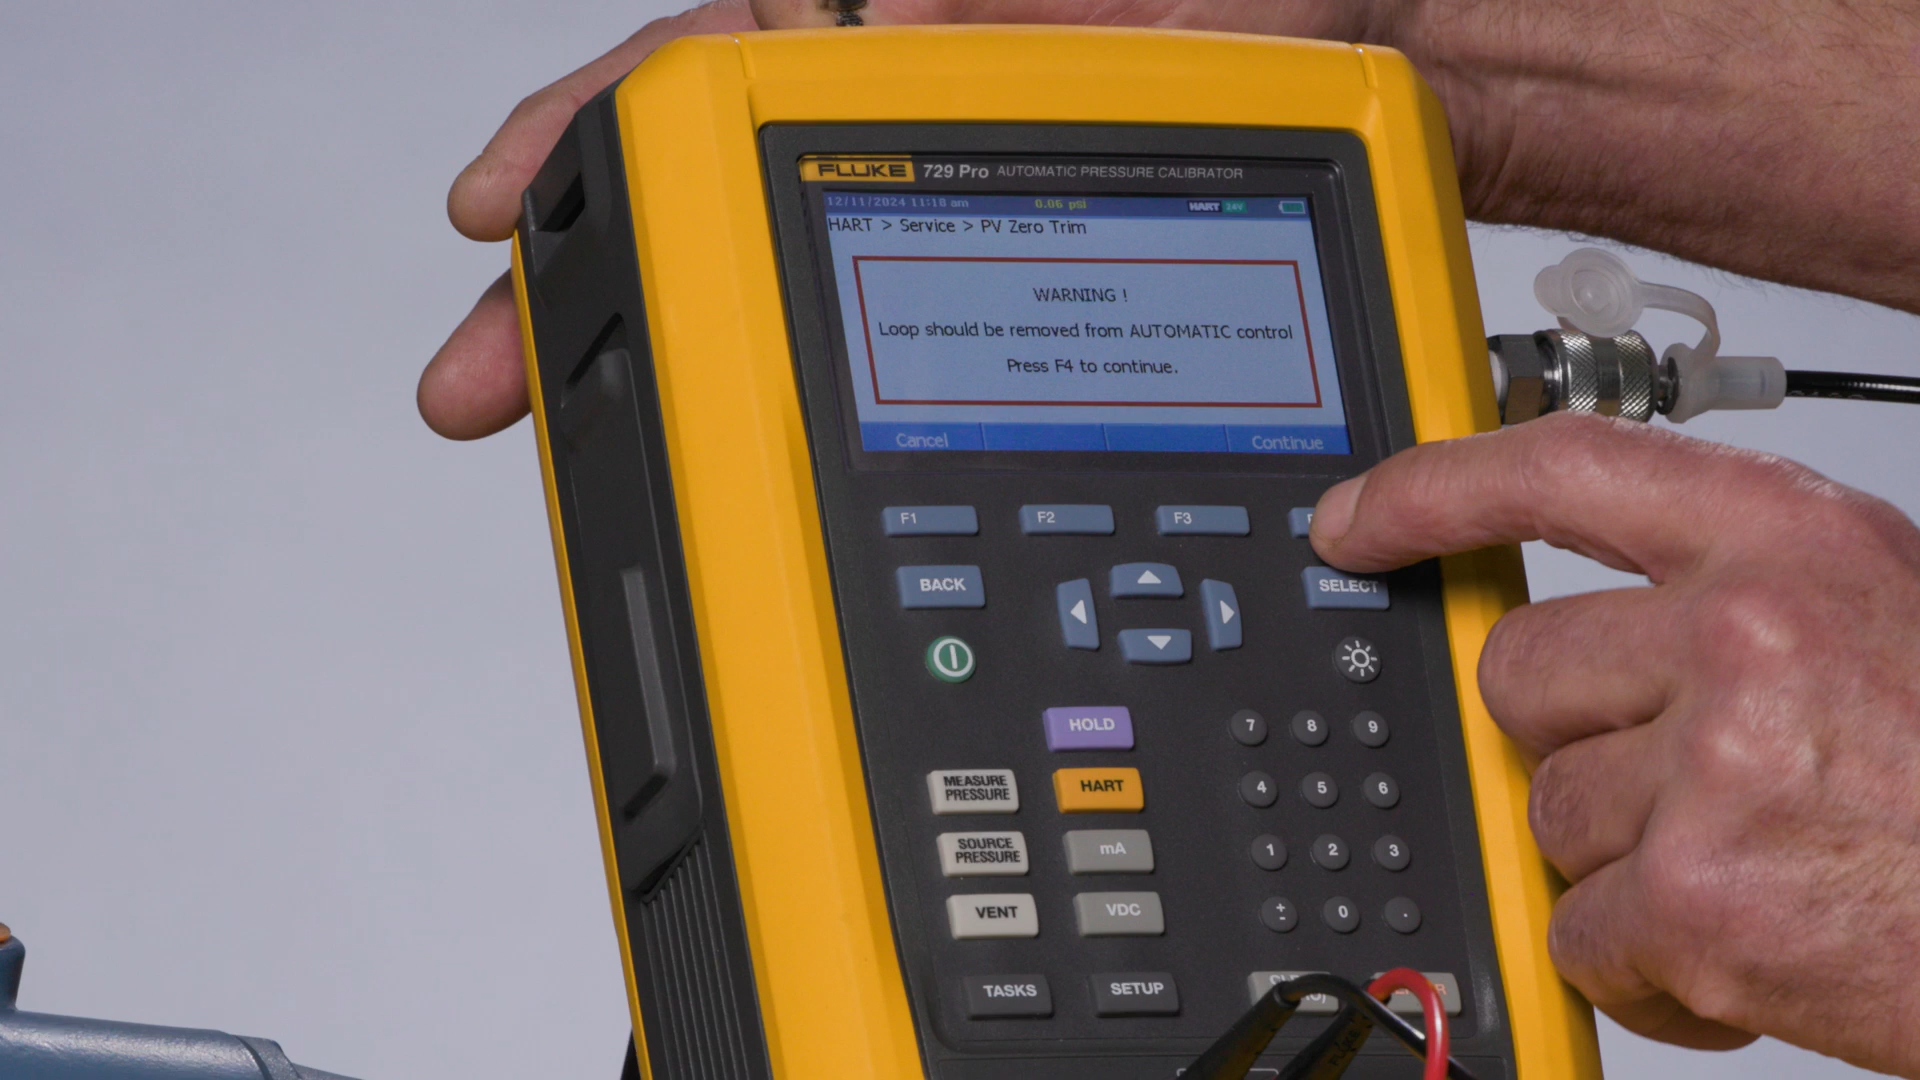 FLUKE 729 Pro AUTOMATIC PRESSURE CALIBRATOR
12/11/2024 11:18 am 0.06 psi HART 24V
HART > Service > PV Zero Trim
WARNING !
Loop should be removed from AUTOMATIC control
Press F4 to continue.
Cancel Continue
F1 F2 F3
BACK SELECT
HOLD 7 8 9
MEASURE PRESSURE HART 4 5 6
SOURCE PRESSURE mA 1 2 3
VENT VDC + - 0 .
TASKS SETUP